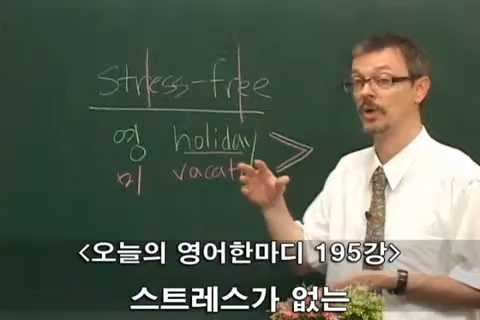 stress-free
영 holiday
미
<오늘의 영어한마디 195강>
스트레스가 없는